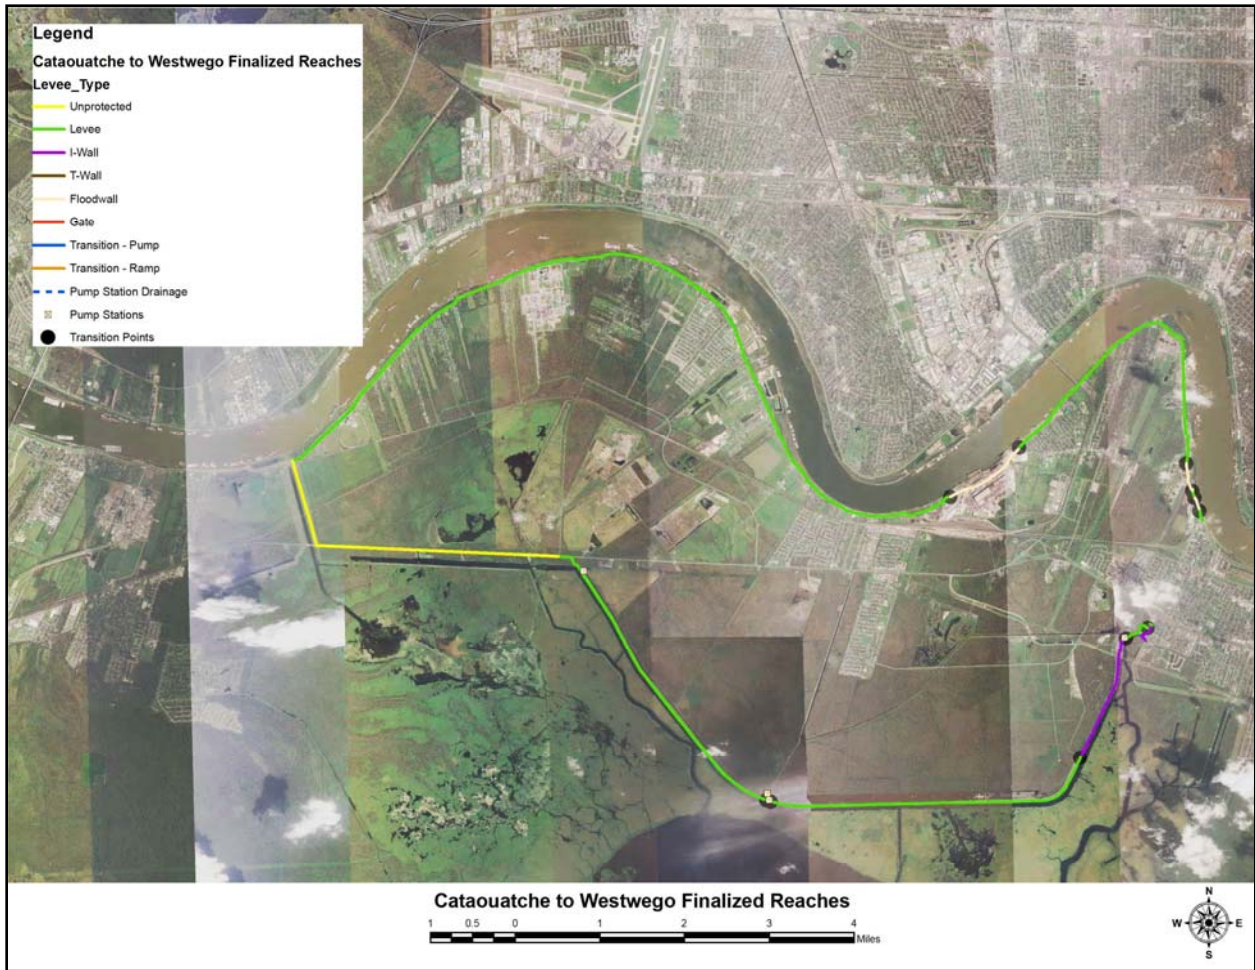 Legend
Cataouatche to Westwego Finalized Reaches
Levee_Type
Unprotected
Levee
I-Wall
T-Wall
Floodwall
Gate
Transition - Pump
Transition - Ramp
Pump Station Drainage
Pump Stations
Transition Points
Cataouatche to Westwego Finalized Reaches
1 0.5 0 1 2 3 4
Miles
N
W E
S